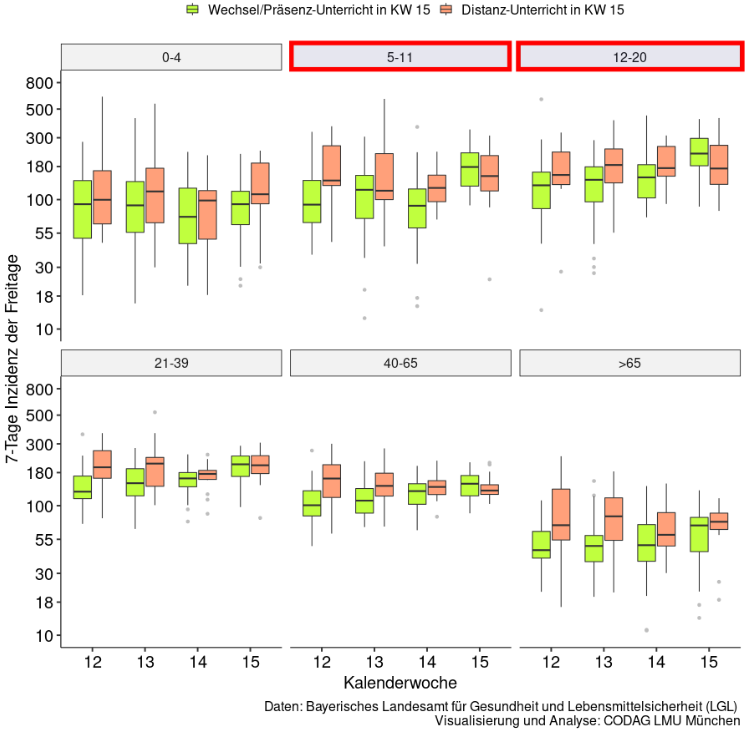 Wechsel/Präsenz-Unterricht in KW 15 Distanz-Unterricht in KW 15
0-4 5-11 12-20
800
500
300
180
100
55
30
18
10
7-Tage Inzidenz der Freitage
21-39 40-65 >65
800
500
300
180
100
55
30
18
10
12 13 14 15 12 13 14 15 12 13 14 15
Kalenderwoche
Daten: Bayerisches Landesamt für Gesundheit und Lebensmittelsicherheit (LGL)
Visualisierung und Analyse: CODAG LMU München